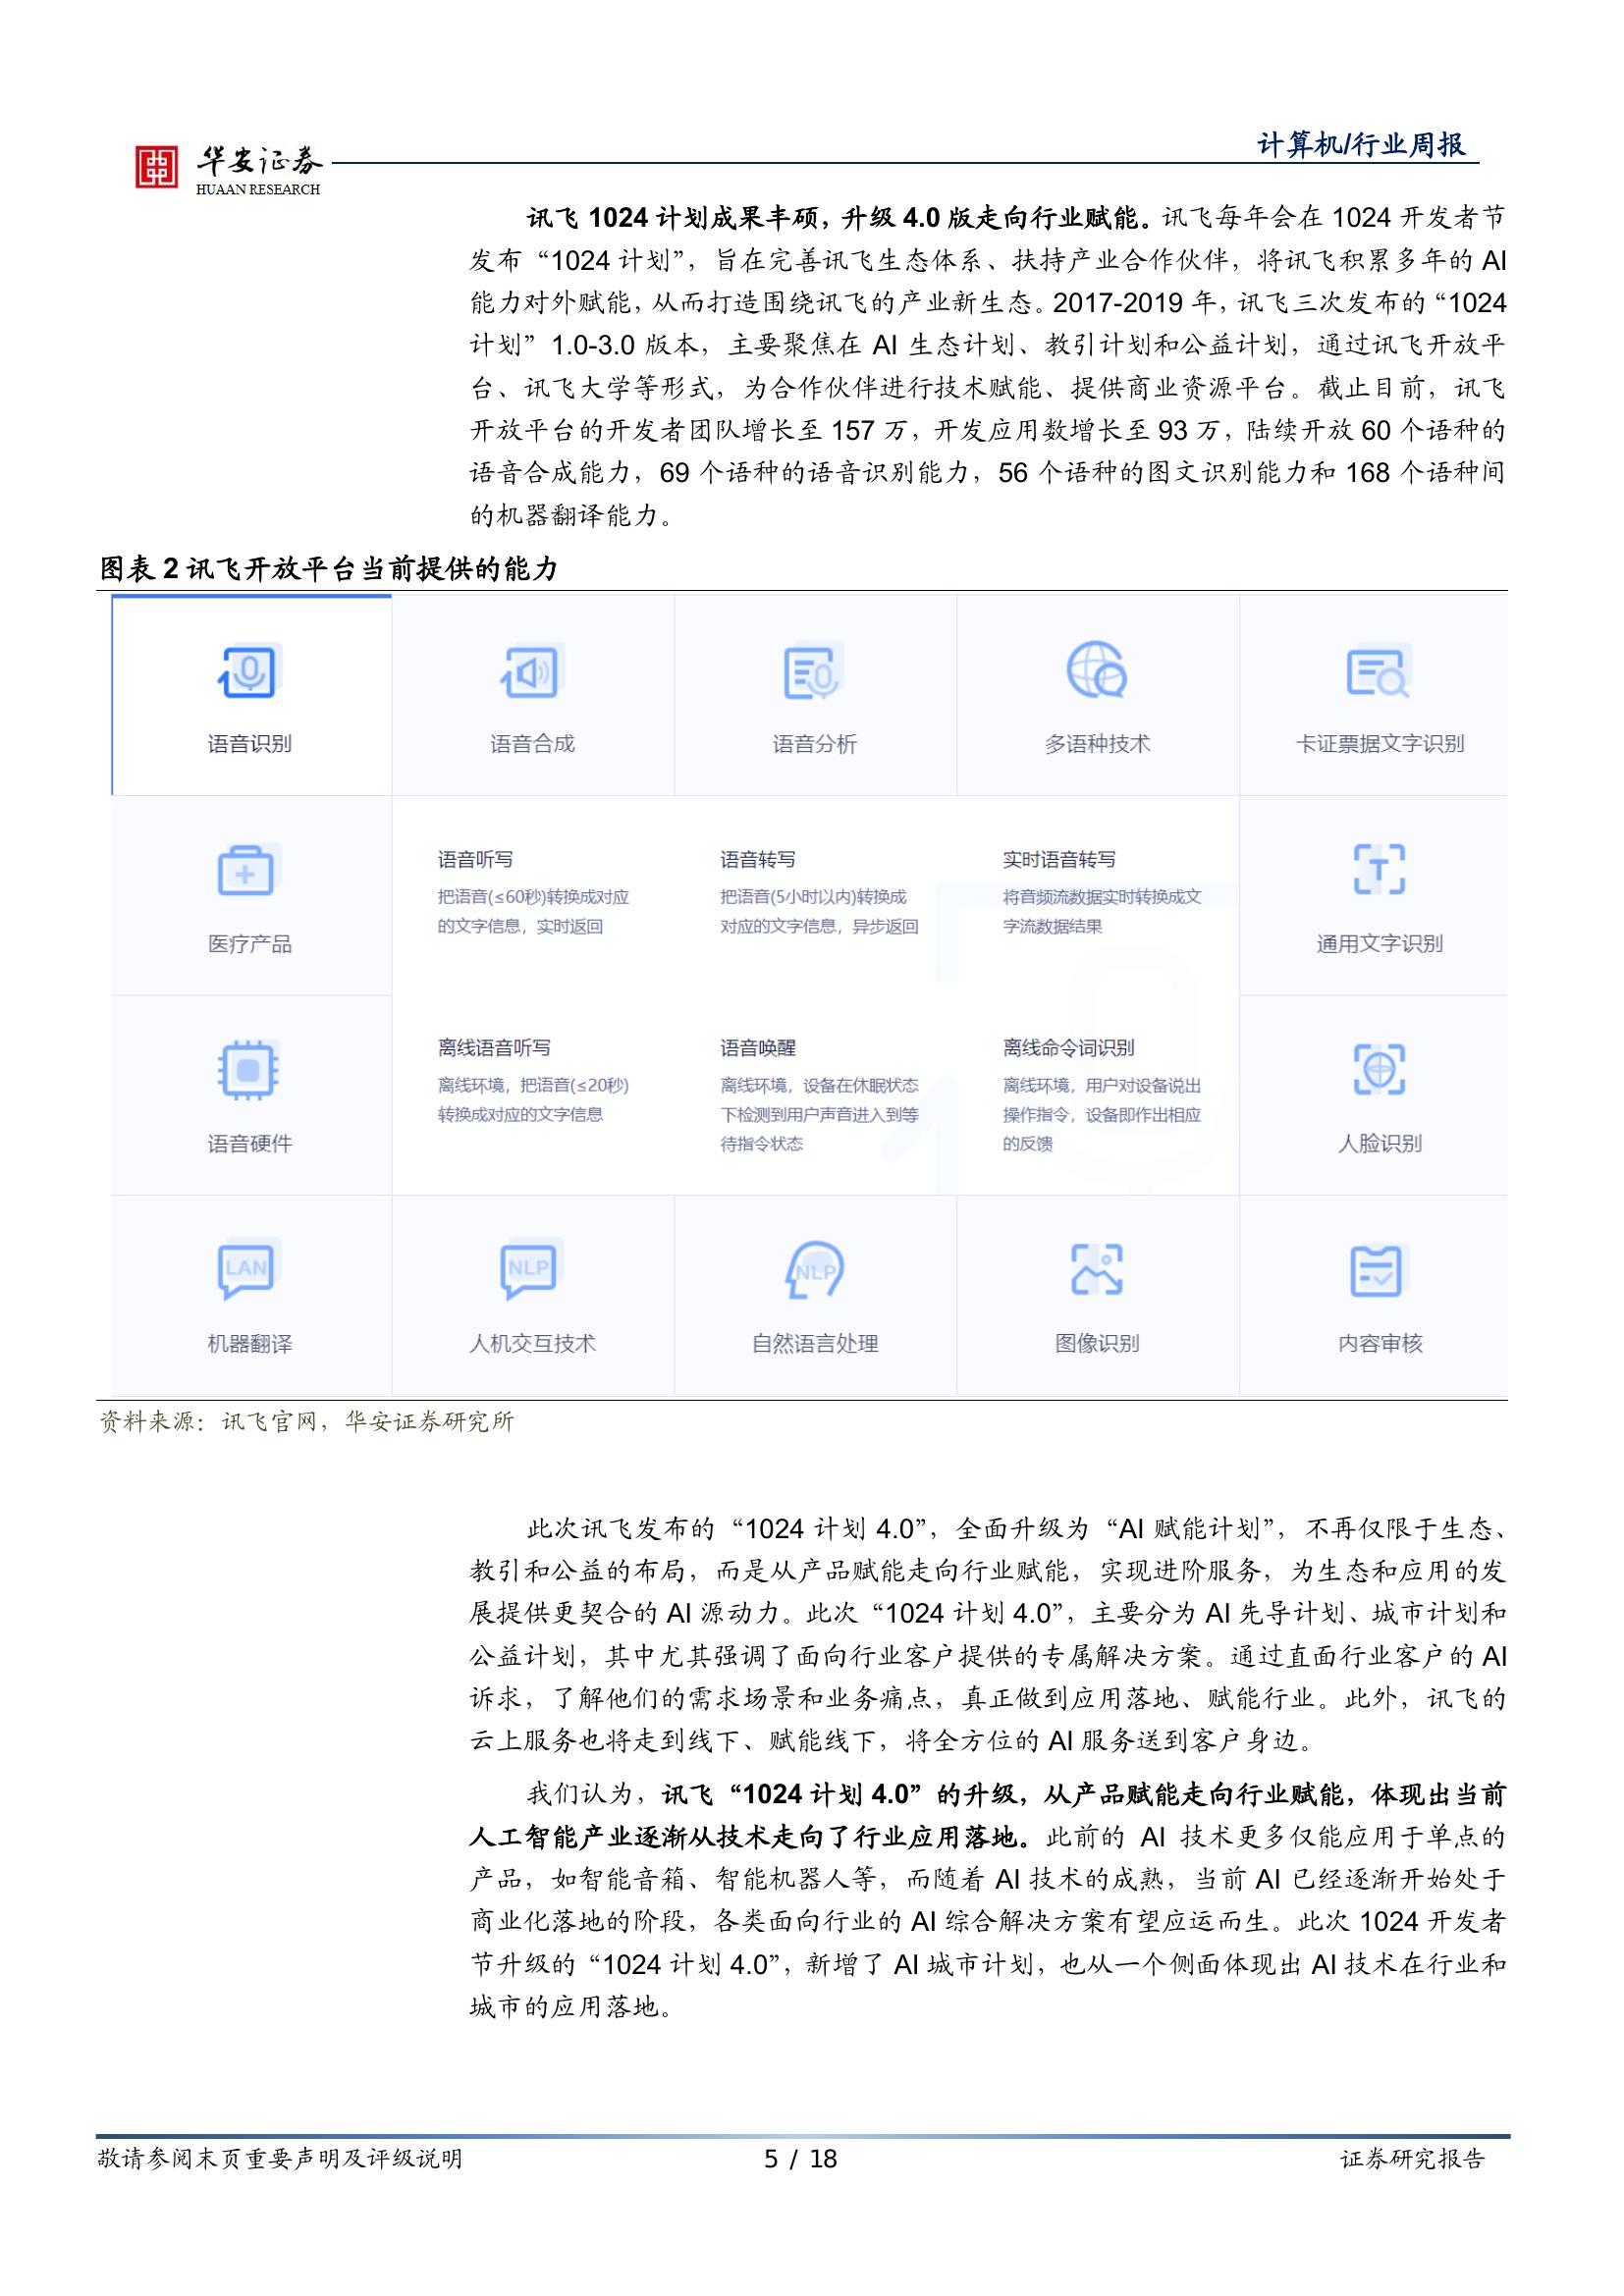 华安证券
HUAAN RESEARCH
计算机/行业周报
讯飞 1024 计划成果丰硕，升级 4.0 版走向行业赋能。讯飞每年会在 1024 开发者节
发布“1024 计划”，旨在完善讯飞生态体系、扶持产业合作伙伴，将讯飞积累多年的 AI
能力对外赋能，从而打造围绕讯飞的产业新生态。2017-2019 年，讯飞三次发布的“1024
计划”1.0-3.0 版本，主要聚焦在 AI 生态计划、教引计划和公益计划，通过讯飞开放平
台、讯飞大学等形式，为合作伙伴进行技术赋能、提供商业资源平台。截止目前，讯飞
开放平台的开发者团队增长至 157 万，开发应用数增长至 93 万，陆续开放 60 个语种的
语音合成能力，69 个语种的语音识别能力，56 个语种的图文识别能力和 168 个语种间
的机器翻译能力。
图表 2 讯飞开放平台当前提供的能力
语音识别
语音合成
语音分析
多语种技术
卡证票据文字识别
医疗产品
语音听写
把语音(≤60秒)转换成对应
的文字信息，实时返回
语音转写
把语音(5小时以内)转换成
对应的文字信息，异步返回
实时语音转写
将音频流数据实时转换成文
字流数据结果
T
通用文字识别
语音硬件
离线语音听写
离线环境，把语音(≤20秒)
转换成对应的文字信息
语音唤醒
离线环境，设备在休眠状态
下检测到用户声音进入到等
待指令状态
离线命令词识别
离线环境，用户对设备说出
操作指令，设备即作出相应
的反馈
人脸识别
LAN
机器翻译
NLP
人机交互技术
NLP
自然语言处理
图像识别
内容审核
资料来源：讯飞官网，华安证券研究所
此次讯飞发布的“1024 计划 4.0”，全面升级为“AI 赋能计划”，不再仅限于生态、
教引和公益的布局，而是从产品赋能走向行业赋能，实现进阶服务，为生态和应用的发
展提供更契合的 AI 源动力。此次“1024 计划 4.0”，主要分为 AI 先导计划、城市计划和
公益计划，其中尤其强调了面向行业客户提供的专属解决方案。通过直面行业客户的 AI
诉求，了解他们的需求场景和业务痛点，真正做到应用落地、赋能行业。此外，讯飞的
云上服务也将走到线下、赋能线下，将全方位的 AI 服务送到客户身边。
我们认为，讯飞“1024 计划 4.0”的升级，从产品赋能走向行业赋能，体现出当前
人工智能产业逐渐从技术走向了行业应用落地。此前的 AI 技术更多仅能应用于单点的
产品，如智能音箱、智能机器人等，而随着 AI 技术的成熟，当前 AI 已经逐渐开始处于
商业化落地的阶段，各类面向行业的 AI 综合解决方案有望应运而生。此次 1024 开发者
节升级的“1024 计划 4.0”，新增了 AI 城市计划，也从一个侧面体现出 AI 技术在行业和
城市的应用落地。
敬请参阅末页重要声明及评级说明
5 / 18
证券研究报告